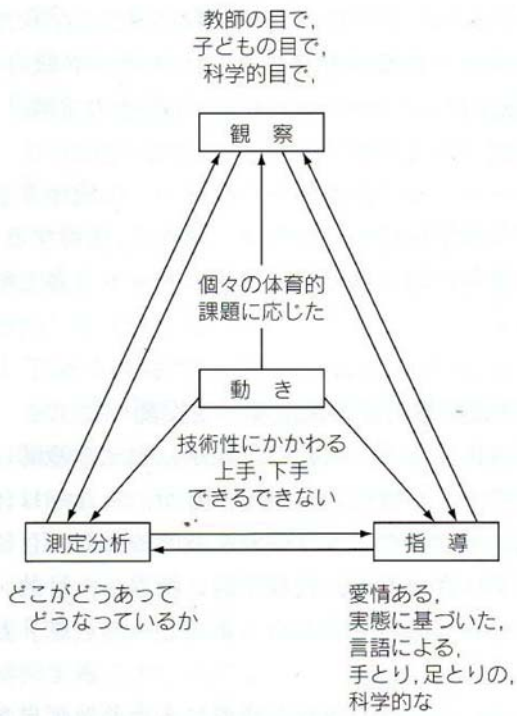 教師の目で,
子どもの目で,
科学的目で,
観　察
個々の体育的
課題に応じた
動　き
技術性にかかわる
上手,下手
できるできない
測定分析
指　導
どこがどうあって
どうなっているか
愛情ある,
実態に基づいた,
言語による,
手とり,足とりの,
科学的な